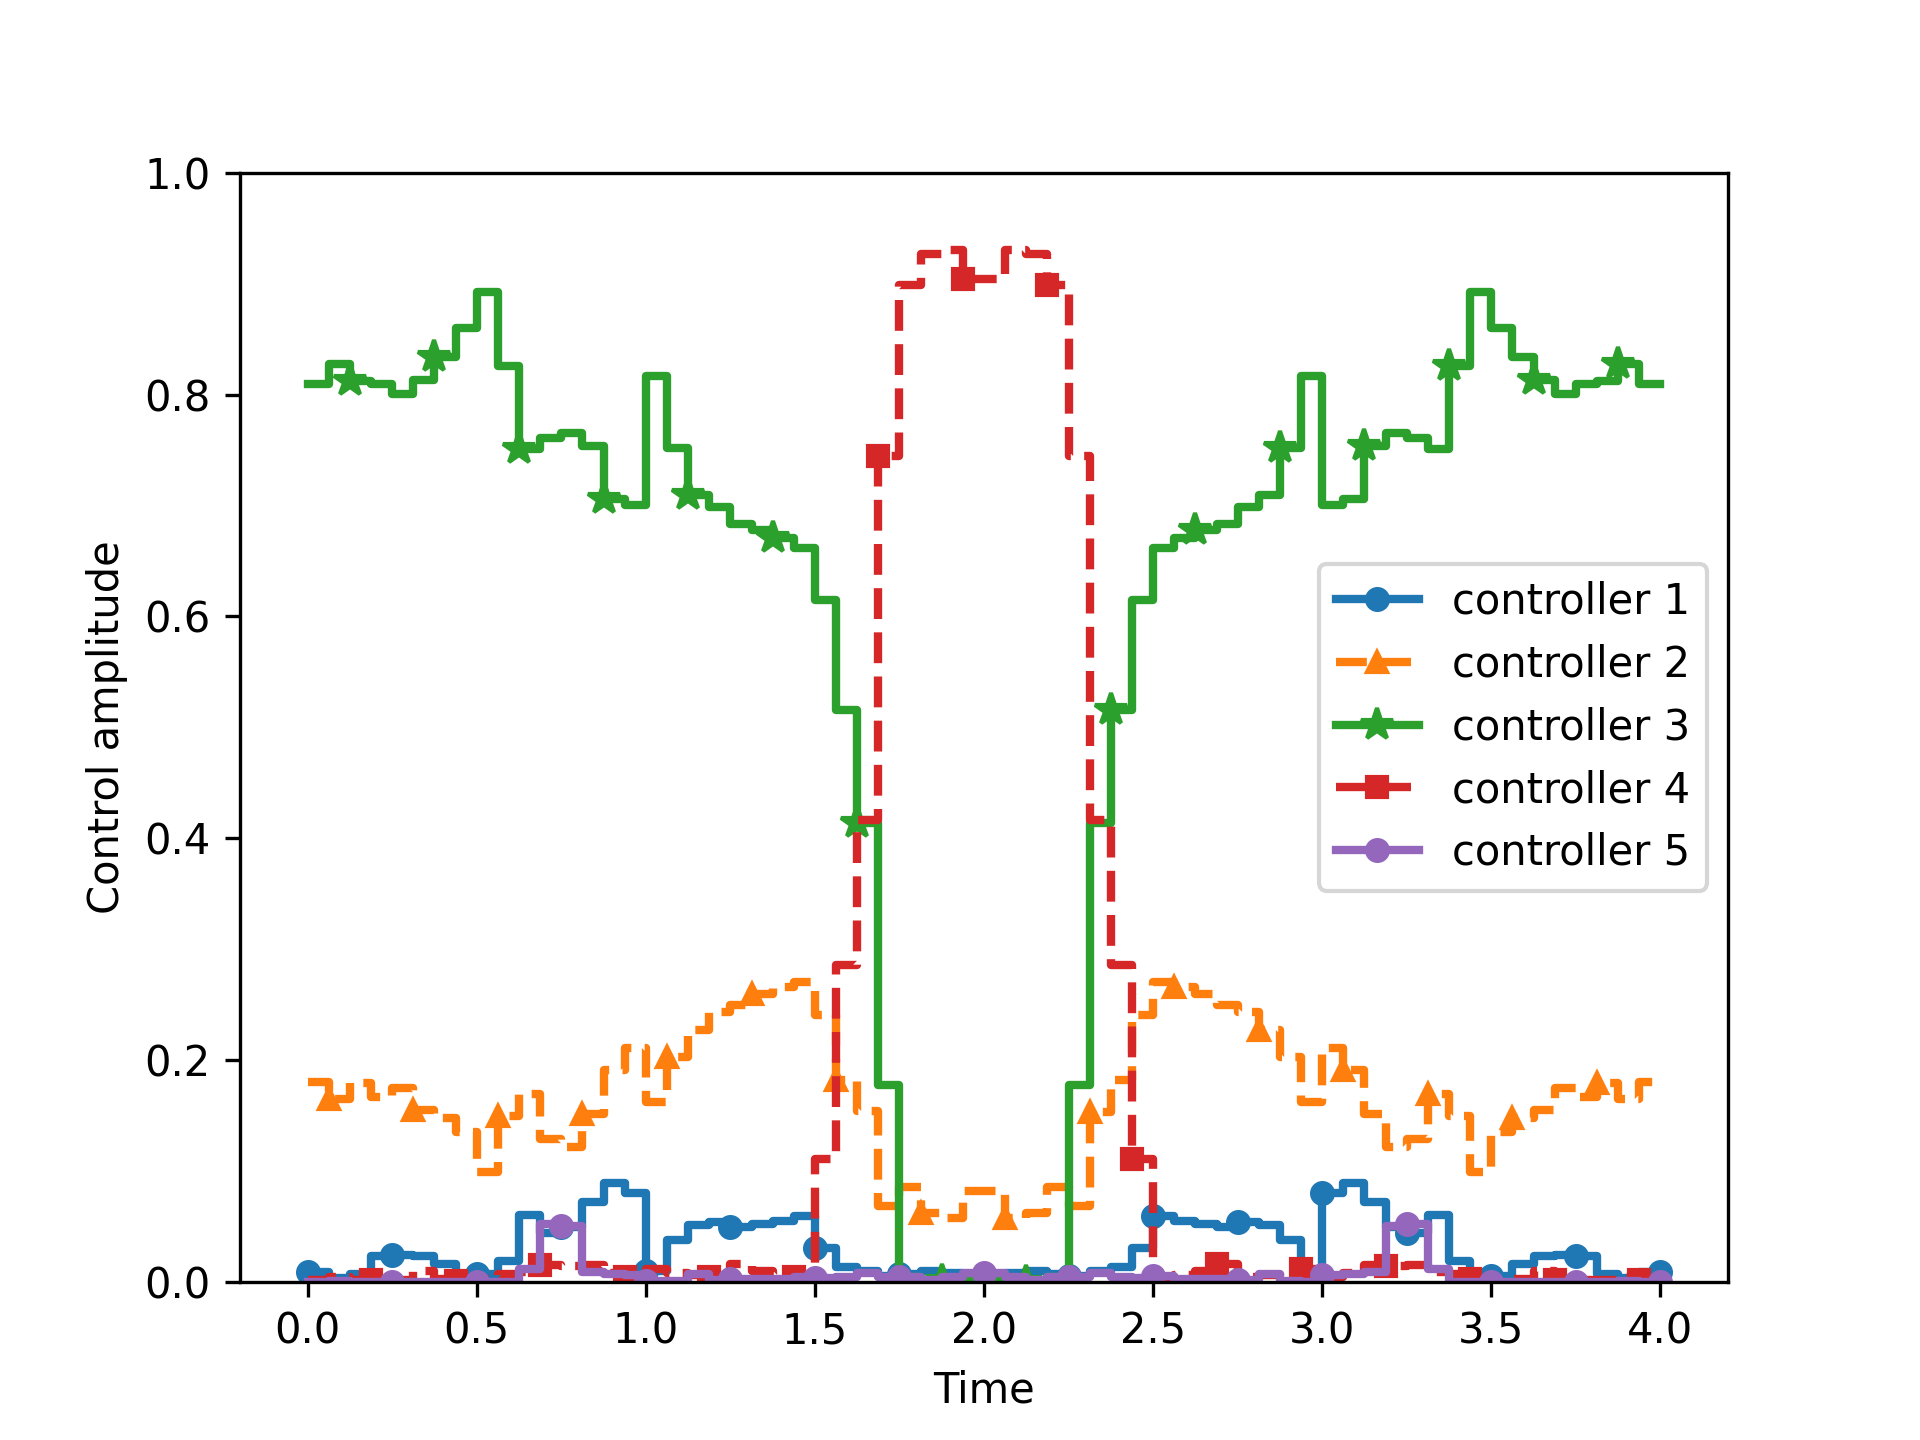 1.0
0.8
0.6
0.4
0.2
0.0
Control amplitude
controller 1
controller 2
controller 3
controller 4
controller 5
0.0 0.5 1.0 1.5 2.0 2.5 3.0 3.5 4.0
Time